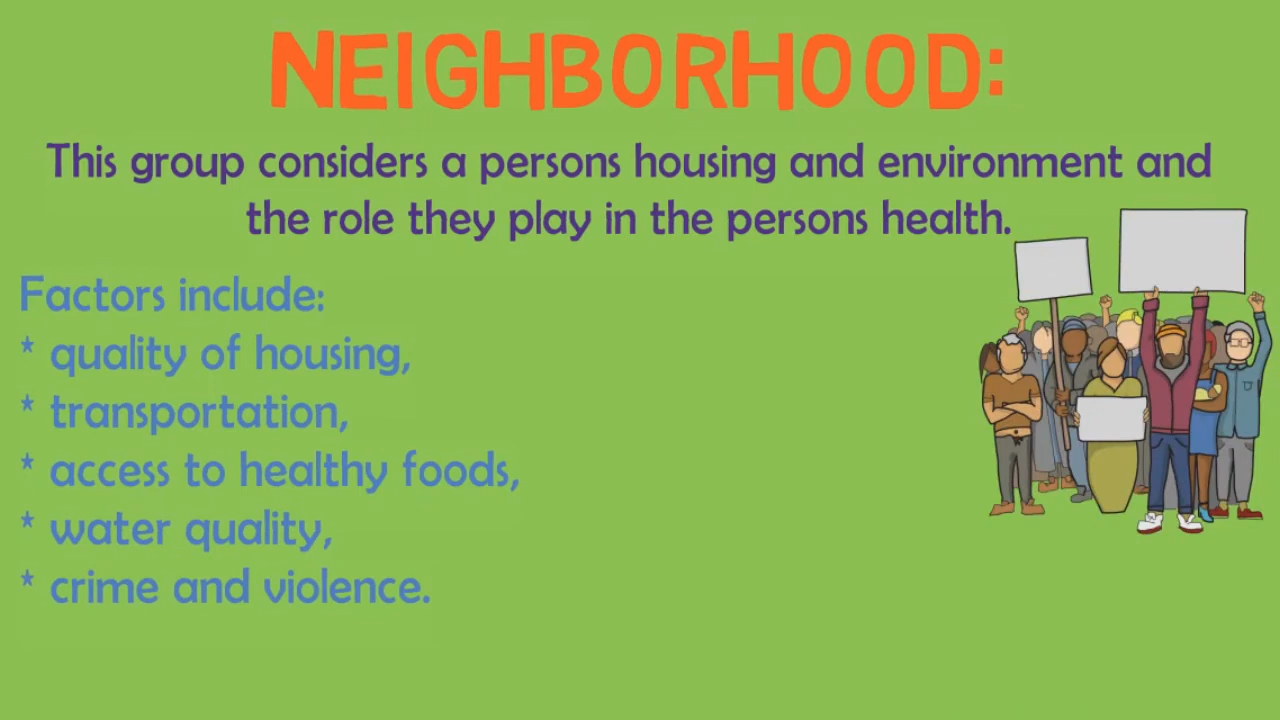 NEIGHBORHOOD:
This group considers a persons housing and environment and
the role they play in the persons health.
Factors include:
* quality of housing,
* transportation,
* access to healthy foods,
* water quality,
* crime and violence.